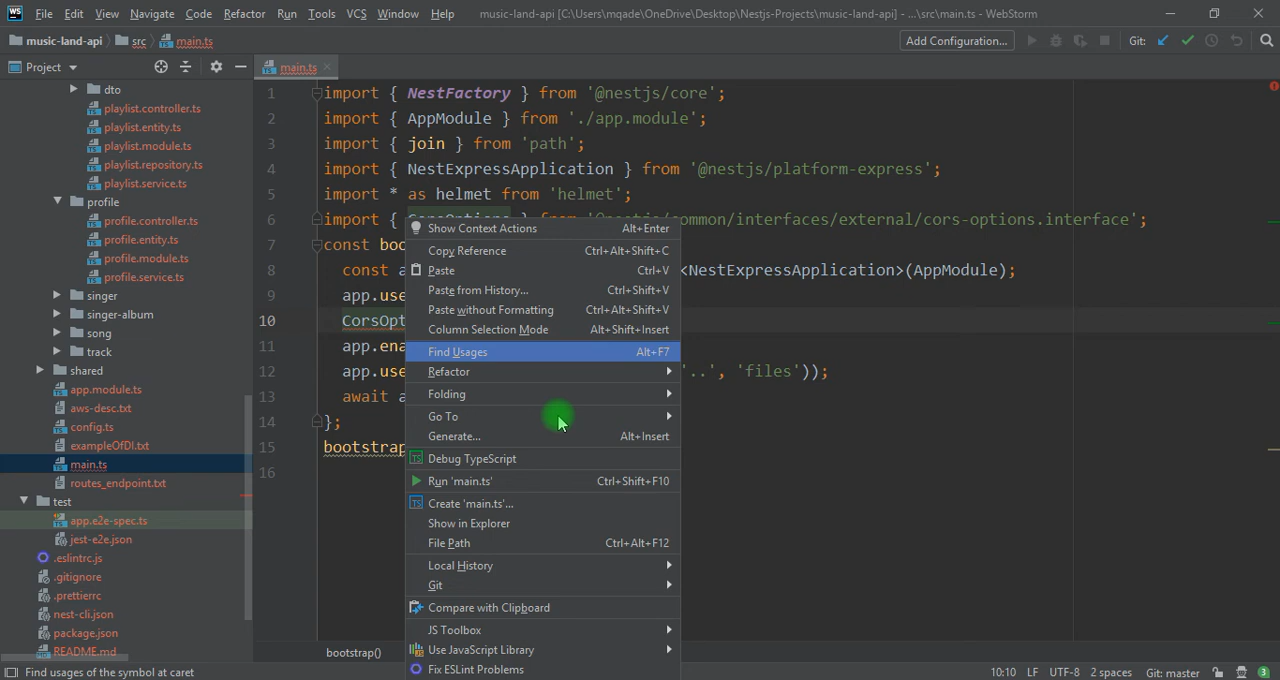 WS File Edit View Navigate Code Refactor Run Tools VCS Window Help music-land-api [C:\Users\mqade\OneDrive\Desktop\Nestjs-Projects\music-land-api] - ...\src\main.ts - WebStorm
music-land-api src main.ts Add Configuration... Git:
Project main.ts
dto
playlist.controller.ts
playlist.entity.ts
playlist.module.ts
playlist.repository.ts
playlist.service.ts
profile
profile.controller.ts
profile.entity.ts
profile.module.ts
profile.service.ts
singer
singer-album
song
track
shared
app.module.ts
aws-desc.txt
config.ts
exampleOfDI.txt
main.ts
routes_endpoint.txt
test
app.e2e-spec.ts
jest-e2e.json
.eslintrc.js
.gitignore
.prettierrc
nest-cli.json
package.json
README.md
1 import { NestFactory } from '@nestjs/core';
2 import { AppModule } from './app.module';
3 import { join } from 'path';
4 import { NestExpressApplication } from '@nestjs/platform-express';
5 import * as helmet from 'helmet';
6 import { CorsOptions } from '@nestjs/common/interfaces/external/cors-options.interface';
7 const boo
8 const a <NestExpressApplication>(AppModule);
9 app.use
10 CorsOpt
11 app.ena
12 app.use '..', 'files'));
13 await a
14 };
15 bootstrap
16
Show Context Actions Alt+Enter
Copy Reference Ctrl+Alt+Shift+C
Paste Ctrl+V
Paste from History... Ctrl+Shift+V
Paste without Formatting Ctrl+Alt+Shift+V
Column Selection Mode Alt+Shift+Insert
Find Usages Alt+F7
Refactor
Folding
Go To
Generate... Alt+Insert
Debug TypeScript
Run 'main.ts' Ctrl+Shift+F10
Create 'main.ts'...
Show in Explorer
File Path Ctrl+Alt+F12
Local History
Git
Compare with Clipboard
JS Toolbox
Use JavaScript Library
Fix ESLint Problems
bootstrap()
Find usages of the symbol at caret 10:10 LF UTF-8 2 spaces Git: master 3